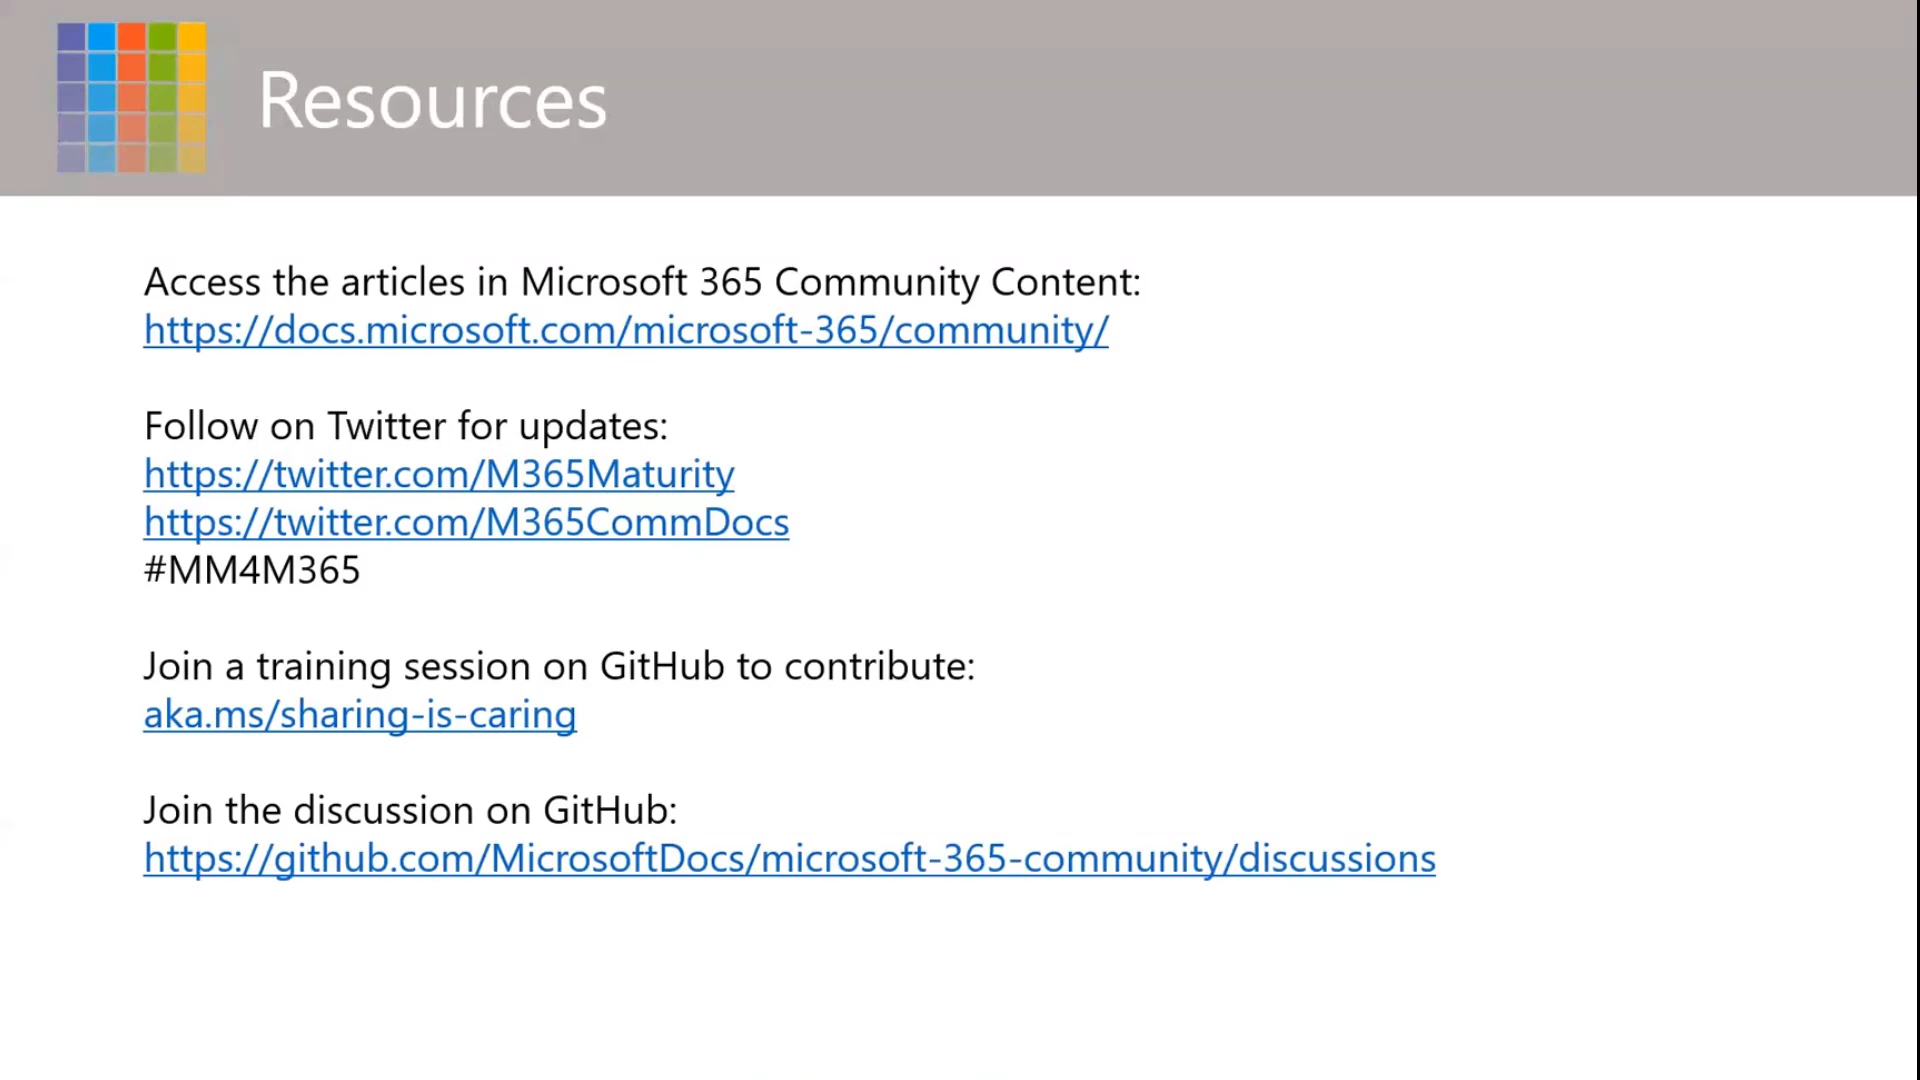 Resources
Access the articles in Microsoft 365 Community Content:
https://docs.microsoft.com/microsoft-365/community/
Follow on Twitter for updates:
https://twitter.com/M365Maturity
https://twitter.com/M365CommDocs
#MM4M365
Join a training session on GitHub to contribute:
aka.ms/sharing-is-caring
Join the discussion on GitHub:
https://github.com/MicrosoftDocs/microsoft-365-community/discussions